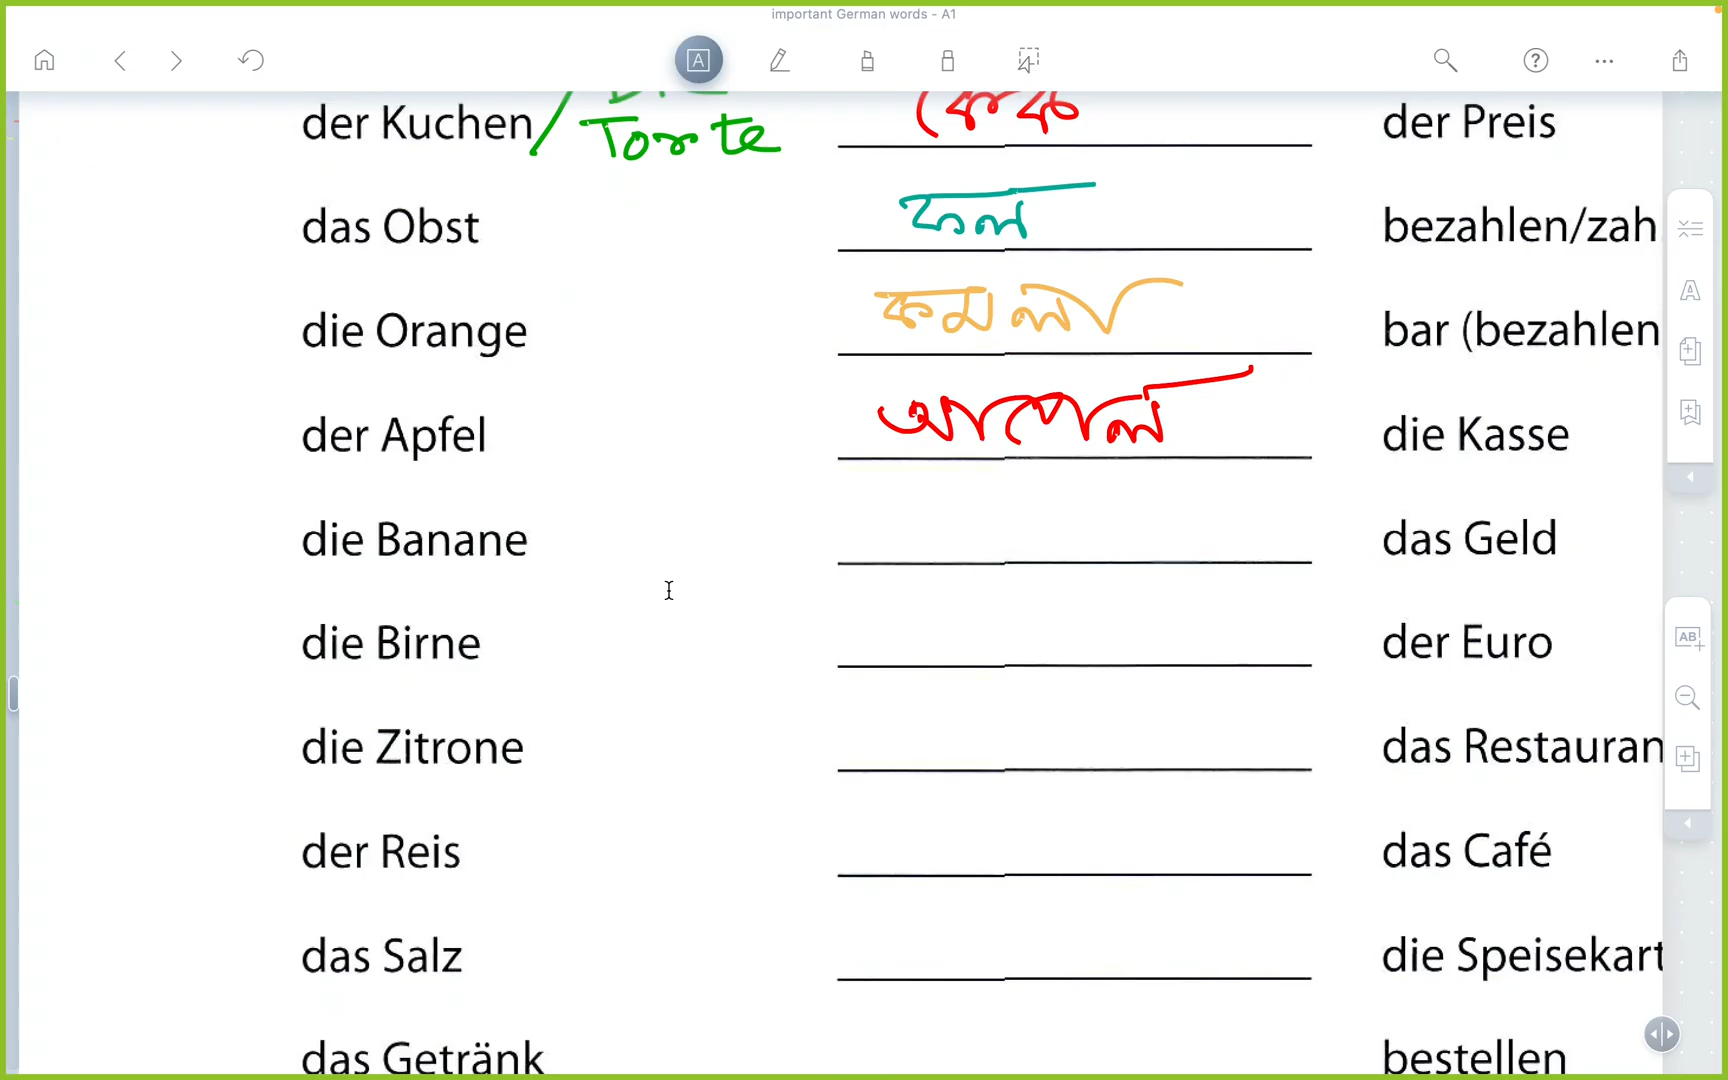 important German words - A1
der Kuchen / Die Torte কেক der Preis
das Obst ফল bezahlen/zah
die Orange কমলা bar (bezahlen
der Apfel আপেল die Kasse
die Banane das Geld
die Birne der Euro
die Zitrone das Restauran
der Reis das Café
das Salz die Speisekart
das Getränk bestellen